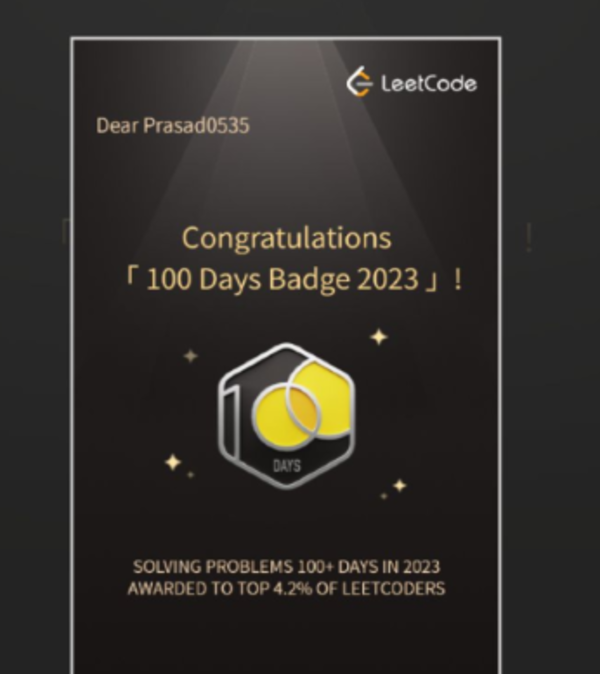 LeetCode
Dear Prasad0535
Congratulations
「 100 Days Badge 2023 」 !
100
DAYS
SOLVING PROBLEMS 100+ DAYS IN 2023
AWARDED TO TOP 4.2% OF LEETCODERS